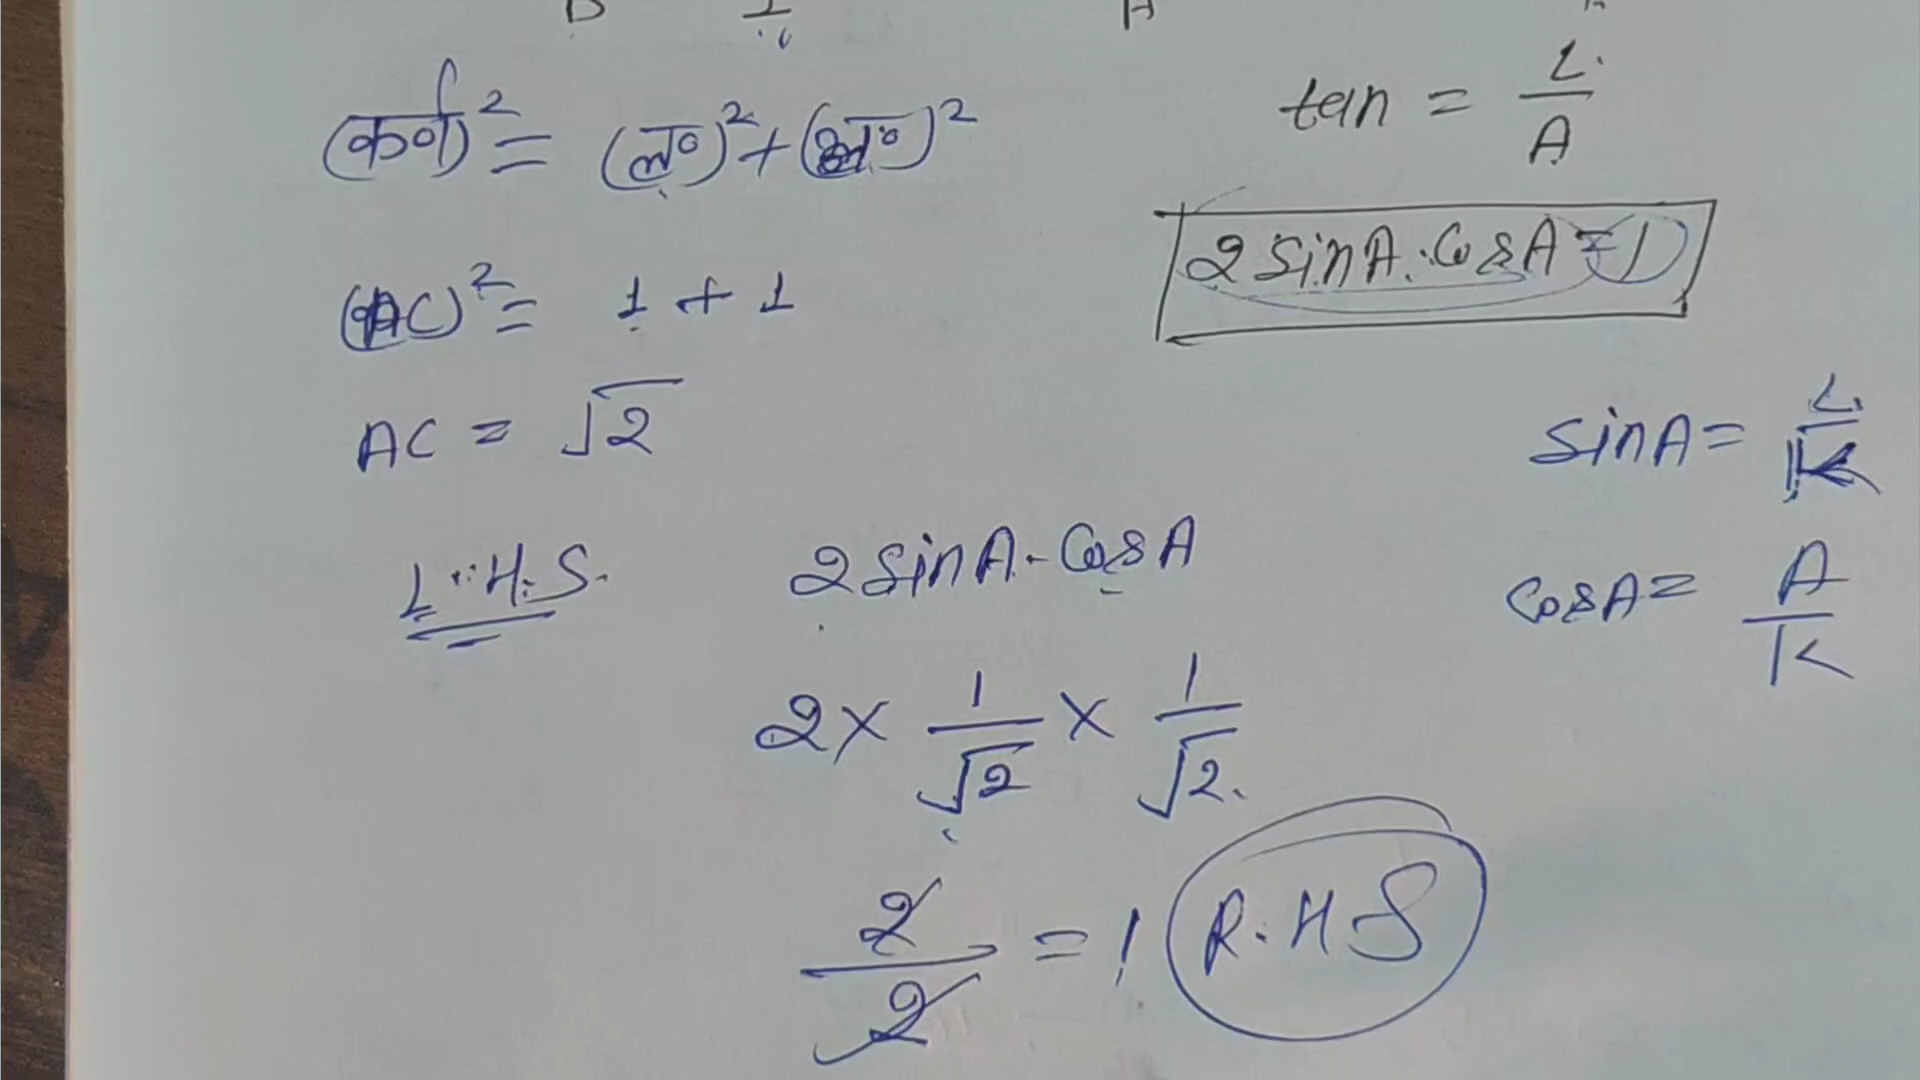 (कर्ण)² = (ल०)² + (आ०)²
tan = L/A
2 sinA·CosA = 1
(AC)² = 1 + 1
AC = √2
sinA = L/K
L.H.S. 2 sinA·CosA
CosA = A/K
2 × 1/√2 × 1/√2
2/2 = 1 R.H.S